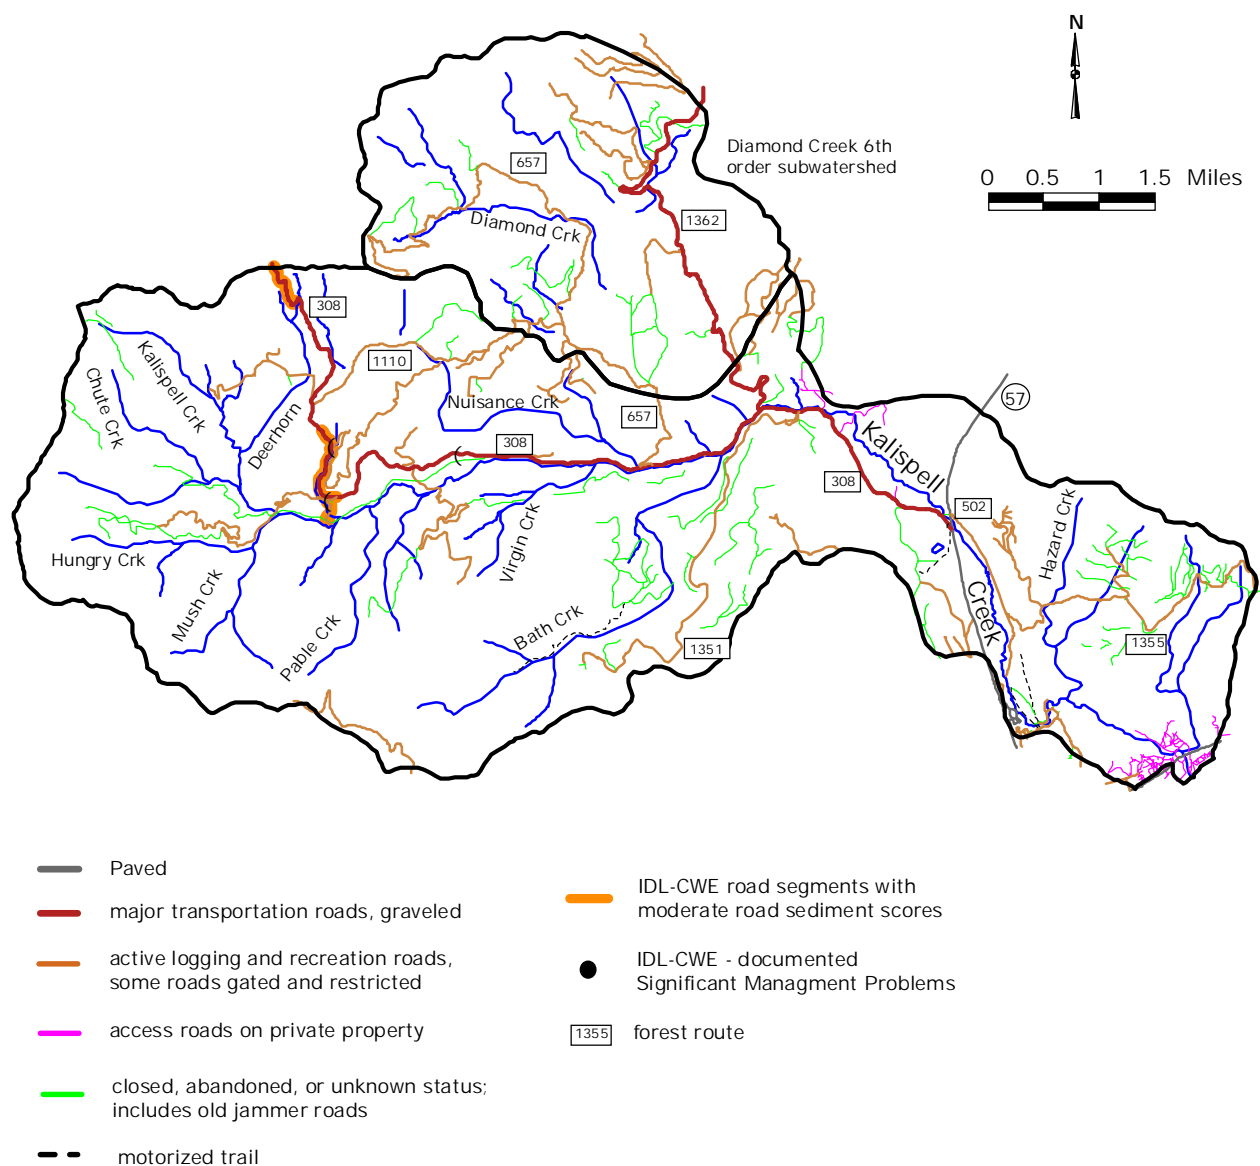 N
Diamond Creek 6th
order subwatershed
0 0.5 1 1.5 Miles
657
1362
Diamond Crk
308
1110
Kalispell Crk
Chute Crk
Deerhorn
Nuisance Crk
657
57
308
Kalispell
308
502
Hazard Crk
Virgin Crk
Hungry Crk
Mush Crk
Pable Crk
Bath Crk
Creek
1351
1355
Paved
major transportation roads, graveled
active logging and recreation roads,
some roads gated and restricted
access roads on private property
closed, abandoned, or unknown status;
includes old jammer roads
motorized trail
IDL-CWE road segments with
moderate road sediment scores
IDL-CWE - documented
Significant Managment Problems
1355
forest route